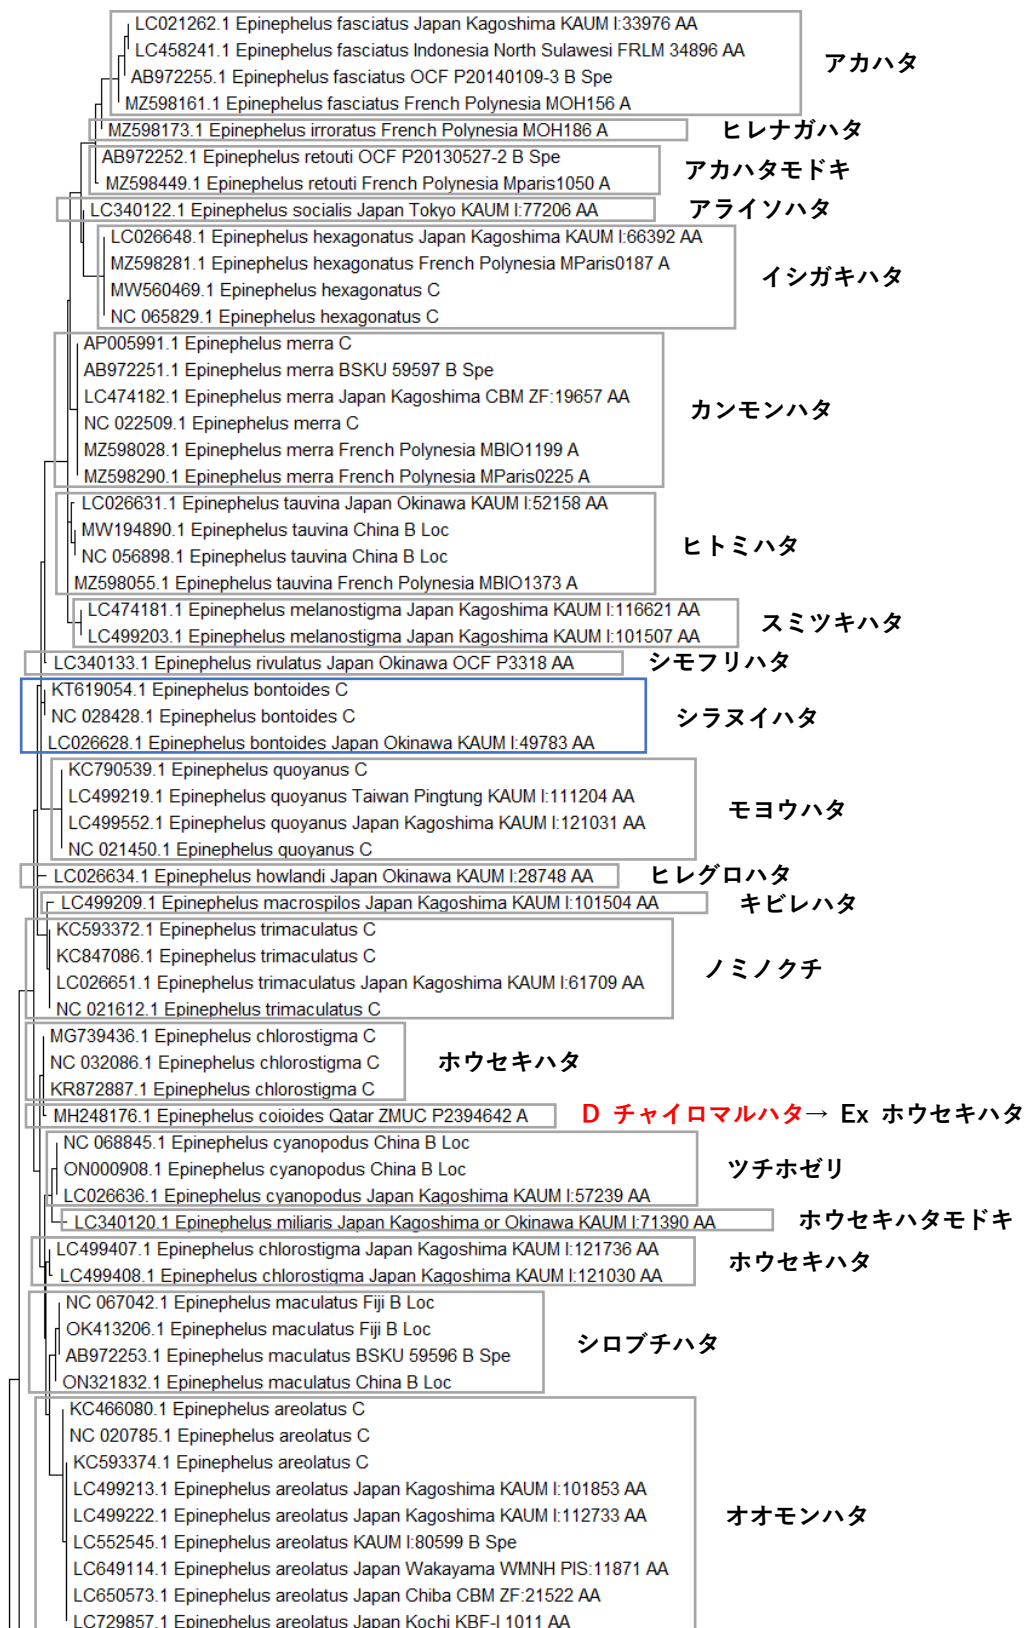 LC021262.1 Epinephelus fasciatus Japan Kagoshima KAUM I:33976 AA
LC458241.1 Epinephelus fasciatus Indonesia North Sulawesi FRLM 34896 AA
アカハタ
AB972255.1 Epinephelus fasciatus OCF P20140109-3 B Spe
MZ598161.1 Epinephelus fasciatus French Polynesia MOH156 A
MZ598173.1 Epinephelus irroratus French Polynesia MOH186 A
ヒレナガハタ
AB972252.1 Epinephelus retouti OCF P20130527-2 B Spe
アカハタモドキ
MZ598449.1 Epinephelus retouti French Polynesia Mparis1050 A
LC340122.1 Epinephelus socialis Japan Tokyo KAUM I:77206 AA
アライソハタ
LC026648.1 Epinephelus hexagonatus Japan Kagoshima KAUM I:66392 AA
MZ598281.1 Epinephelus hexagonatus French Polynesia MParis0187 A
イシガキハタ
MW560469.1 Epinephelus hexagonatus C
NC 065829.1 Epinephelus hexagonatus C
AP005991.1 Epinephelus merra C
AB972251.1 Epinephelus merra BSKU 59597 B Spe
LC474182.1 Epinephelus merra Japan Kagoshima CBM ZF:19657 AA
カンモンハタ
NC 022509.1 Epinephelus merra C
MZ598028.1 Epinephelus merra French Polynesia MBIO1199 A
MZ598290.1 Epinephelus merra French Polynesia MParis0225 A
LC026631.1 Epinephelus tauvina Japan Okinawa KAUM I:52158 AA
MW194890.1 Epinephelus tauvina China B Loc
ヒトミハタ
NC 056898.1 Epinephelus tauvina China B Loc
MZ598055.1 Epinephelus tauvina French Polynesia MBIO1373 A
LC474181.1 Epinephelus melanostigma Japan Kagoshima KAUM I:116621 AA
スミツキハタ
LC499203.1 Epinephelus melanostigma Japan Kagoshima KAUM I:101507 AA
LC340133.1 Epinephelus rivulatus Japan Okinawa OCF P3318 AA
シモフリハタ
KT619054.1 Epinephelus bontoides C
NC 028428.1 Epinephelus bontoides C
シラヌイハタ
LC026628.1 Epinephelus bontoides Japan Okinawa KAUM I:49783 AA
KC790539.1 Epinephelus quoyanus C
LC499219.1 Epinephelus quoyanus Taiwan Pingtung KAUM I:111204 AA
モヨウハタ
LC499552.1 Epinephelus quoyanus Japan Kagoshima KAUM I:121031 AA
NC 021450.1 Epinephelus quoyanus C
LC026634.1 Epinephelus howlandi Japan Okinawa KAUM I:28748 AA
ヒレグロハタ
LC499209.1 Epinephelus macrospilos Japan Kagoshima KAUM I:101504 AA
キビレハタ
KC593372.1 Epinephelus trimaculatus C
KC847086.1 Epinephelus trimaculatus C
ノミノクチ
LC026651.1 Epinephelus trimaculatus Japan Kagoshima KAUM I:61709 AA
NC 021612.1 Epinephelus trimaculatus C
MG739436.1 Epinephelus chlorostigma C
NC 032086.1 Epinephelus chlorostigma C
ホウセキハタ
KR872887.1 Epinephelus chlorostigma C
MH248176.1 Epinephelus coioides Qatar ZMUC P2394642 A
D チャイロマルハタ→ Ex ホウセキハタ
NC 068845.1 Epinephelus cyanopodus China B Loc
ON000908.1 Epinephelus cyanopodus China B Loc
ツチホゼリ
LC026636.1 Epinephelus cyanopodus Japan Kagoshima KAUM I:57239 AA
LC340120.1 Epinephelus miliaris Japan Kagoshima or Okinawa KAUM I:71390 AA
ホウセキハタモドキ
LC499407.1 Epinephelus chlorostigma Japan Kagoshima KAUM I:121736 AA
ホウセキハタ
LC499408.1 Epinephelus chlorostigma Japan Kagoshima KAUM I:121030 AA
NC 067042.1 Epinephelus maculatus Fiji B Loc
OK413206.1 Epinephelus maculatus Fiji B Loc
シロブチハタ
AB972253.1 Epinephelus maculatus BSKU 59596 B Spe
ON321832.1 Epinephelus maculatus China B Loc
KC466080.1 Epinephelus areolatus C
NC 020785.1 Epinephelus areolatus C
KC593374.1 Epinephelus areolatus C
LC499213.1 Epinephelus areolatus Japan Kagoshima KAUM I:101853 AA
LC499222.1 Epinephelus areolatus Japan Kagoshima KAUM I:112733 AA
オオモンハタ
LC552545.1 Epinephelus areolatus KAUM I:80599 B Spe
LC649114.1 Epinephelus areolatus Japan Wakayama WMNH PIS:11871 AA
LC650573.1 Epinephelus areolatus Japan Chiba CBM ZF:21522 AA
LC729857.1 Epinephelus areolatus Japan Kochi KBF-I 1011 AA